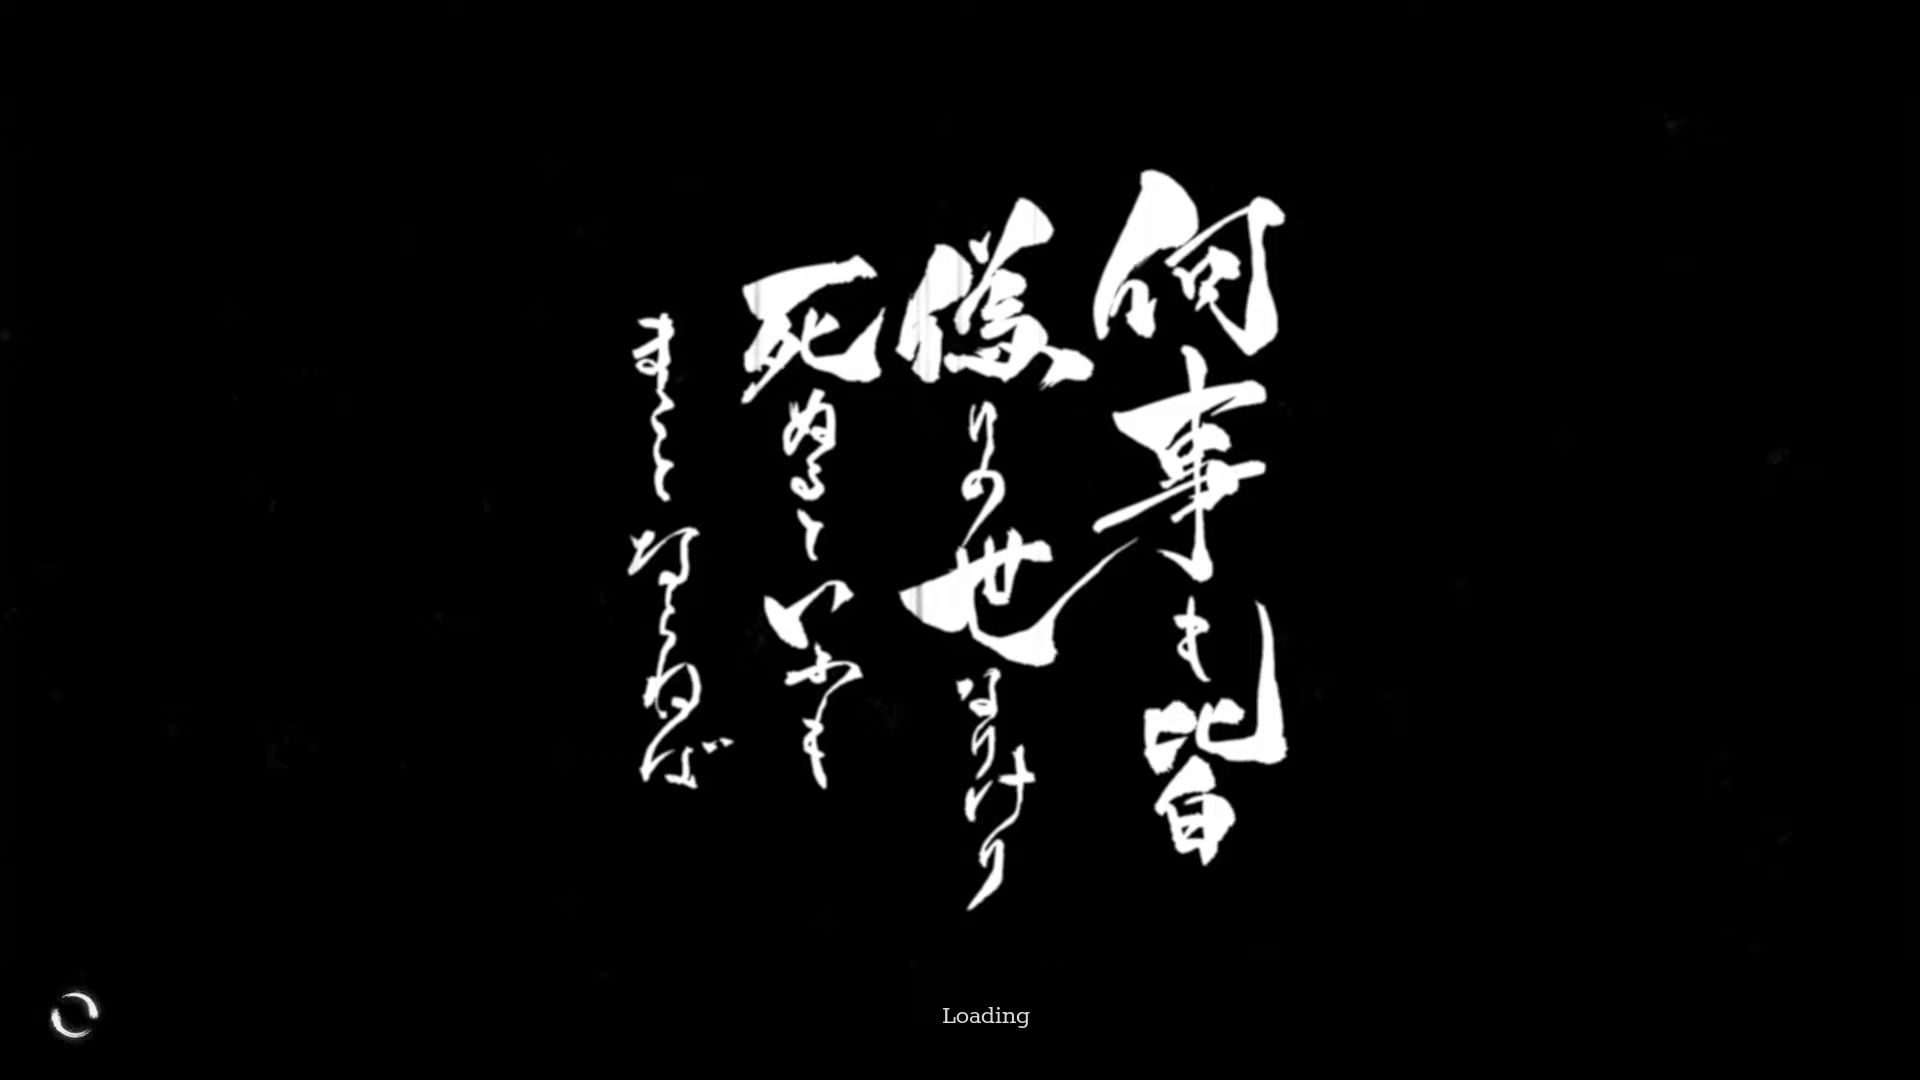 何事も皆
偽りの世なりけり
死ぬるといふも
まことならねば
Loading